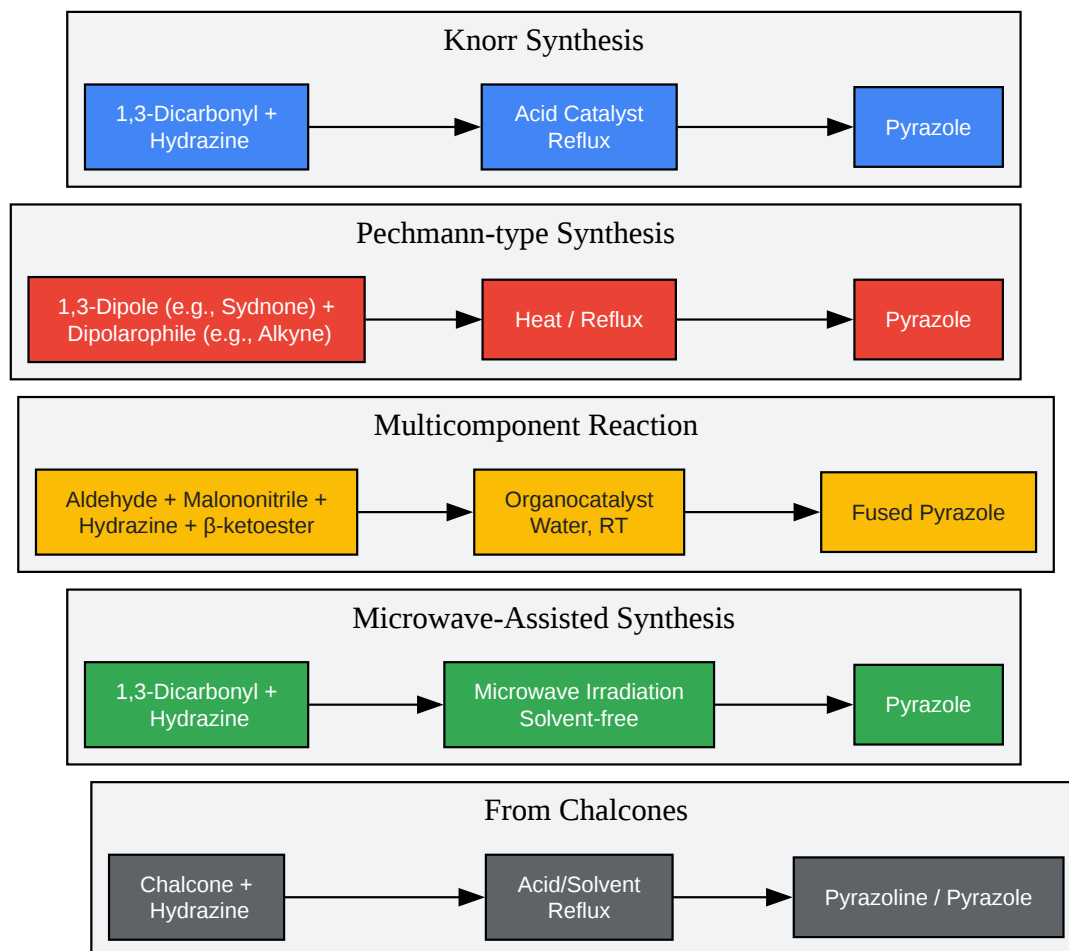 Knorr Synthesis
1,3-Dicarbonyl +
Hydrazine
Acid Catalyst
Reflux
Pyrazole
Pechmann-type Synthesis
1,3-Dipole (e.g., Sydnone) +
Dipolarophile (e.g., Alkyne)
Heat / Reflux
Pyrazole
Multicomponent Reaction
Aldehyde + Malononitrile +
Hydrazine + β-ketoester
Organocatalyst
Water, RT
Fused Pyrazole
Microwave-Assisted Synthesis
1,3-Dicarbonyl +
Hydrazine
Microwave Irradiation
Solvent-free
Pyrazole
From Chalcones
Chalcone +
Hydrazine
Acid/Solvent
Reflux
Pyrazoline / Pyrazole